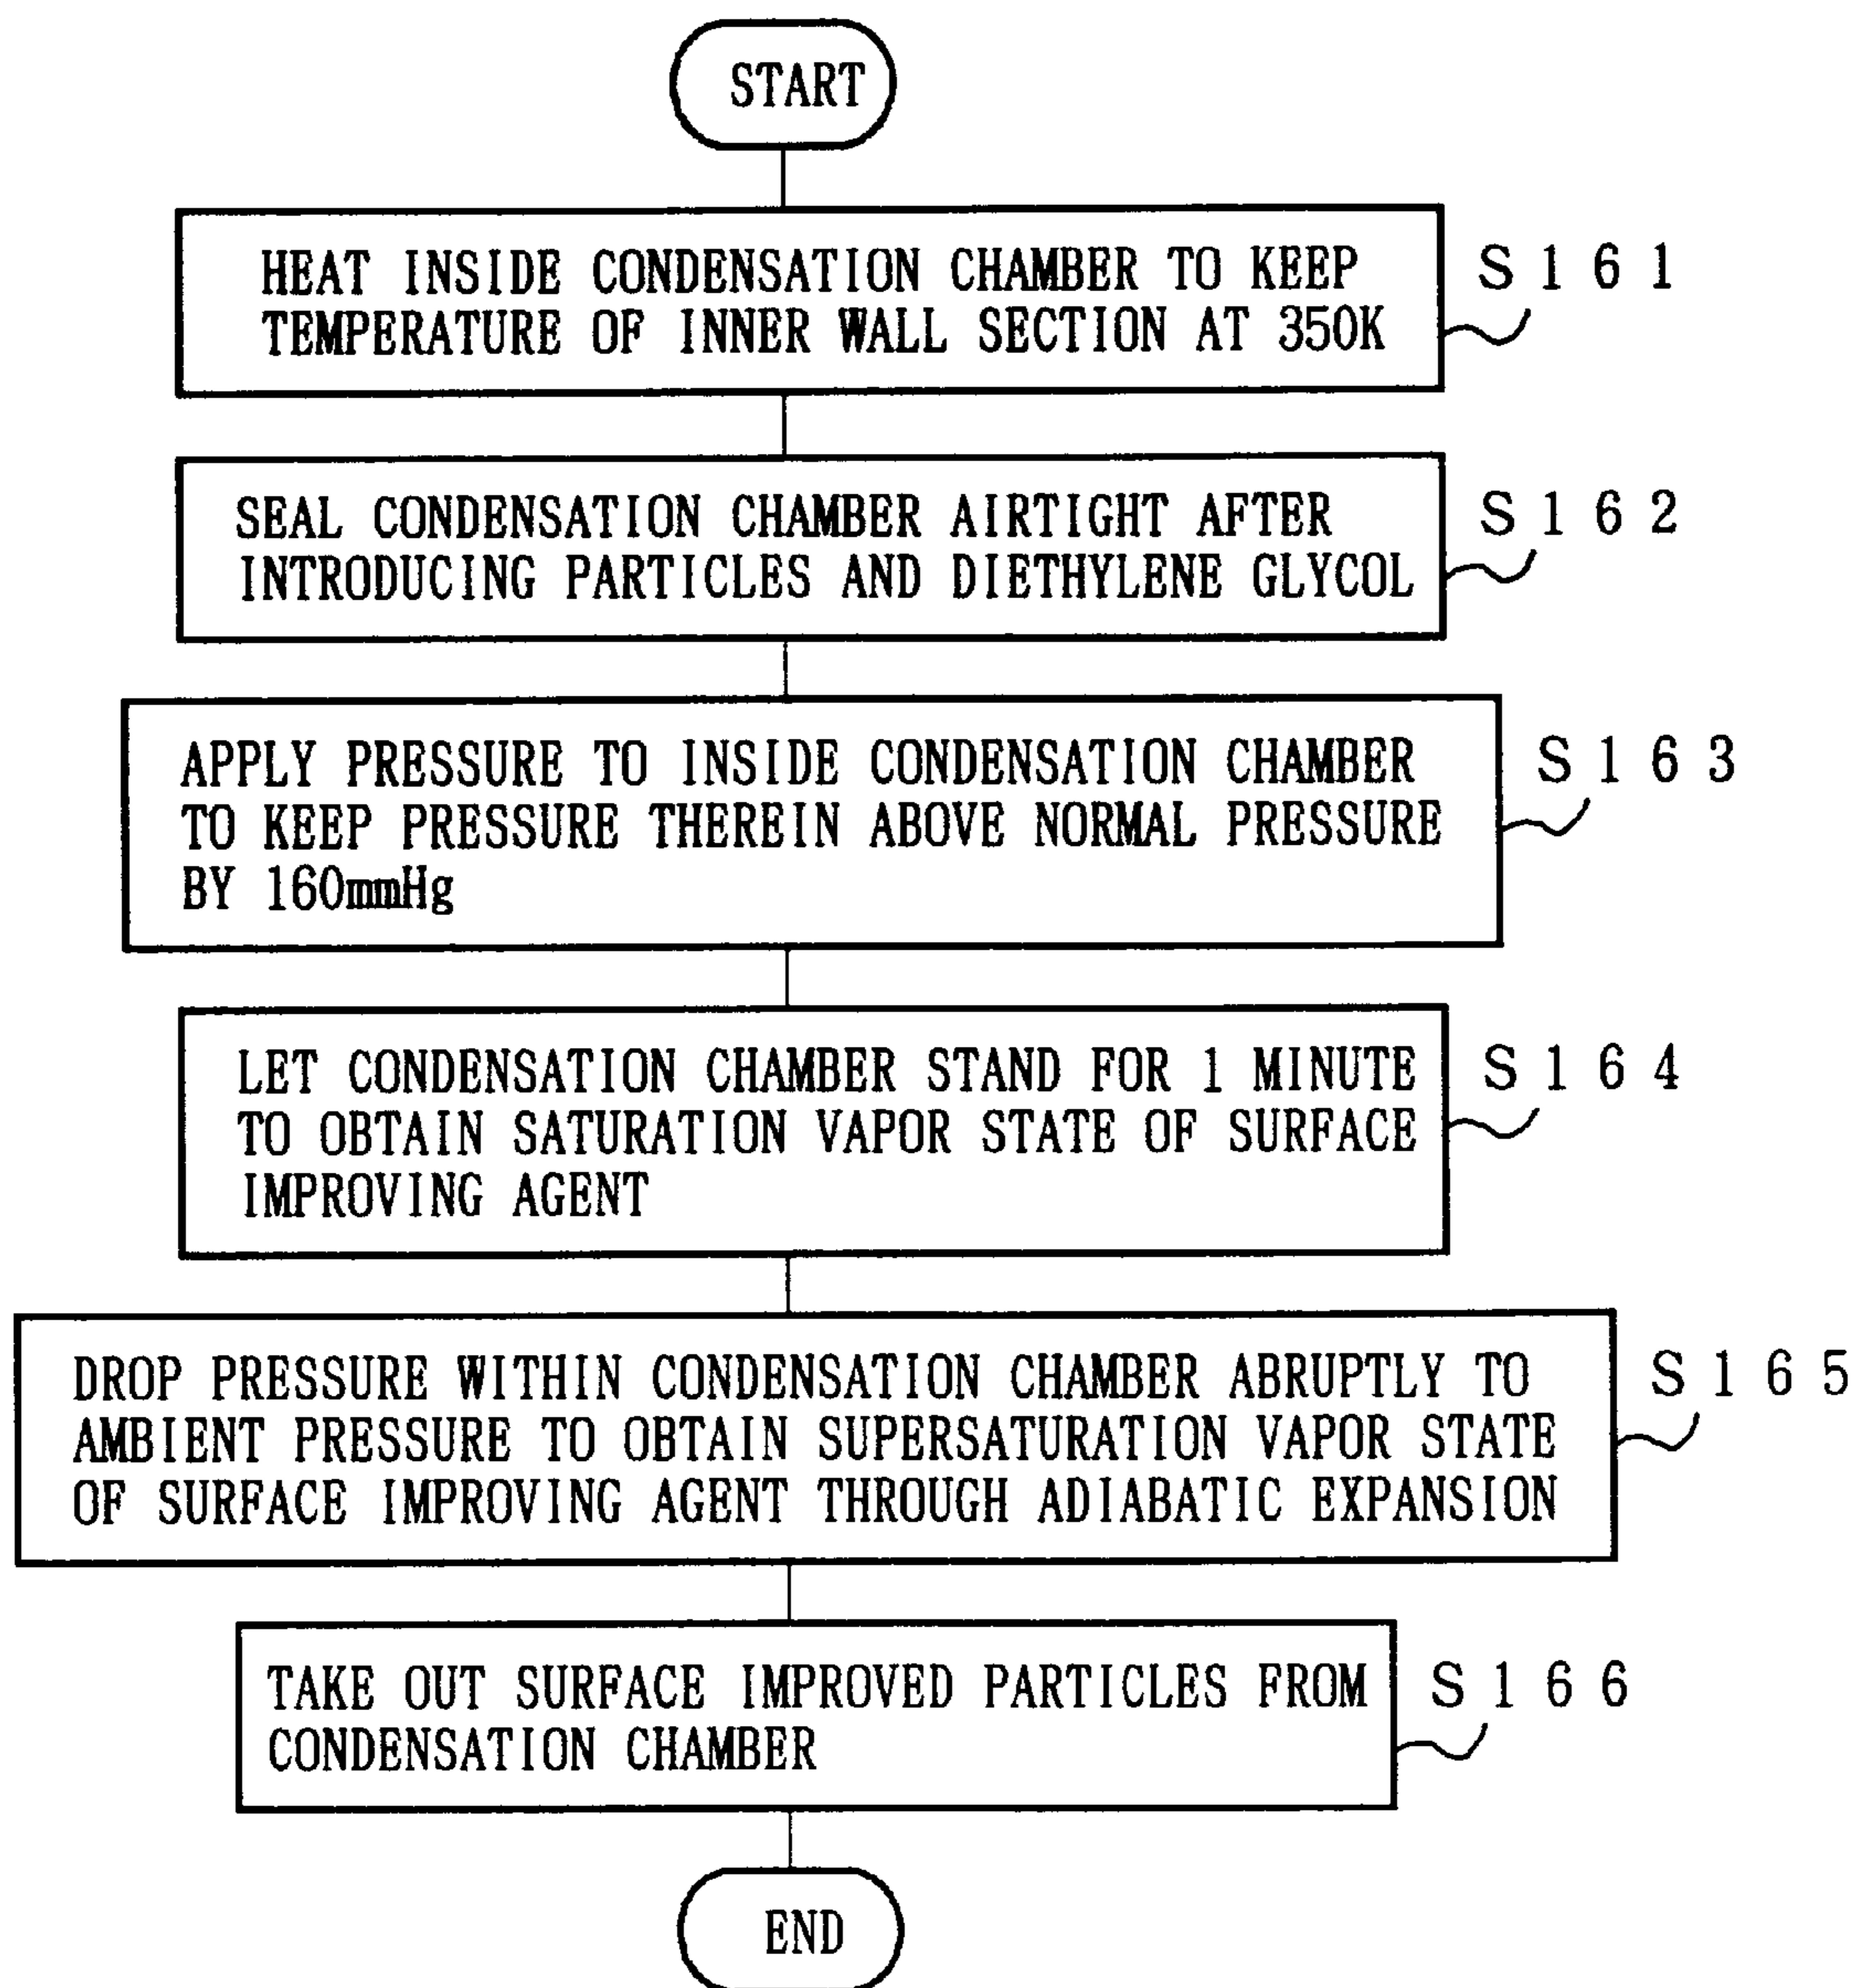 START
HEAT INSIDE CONDENSATION CHAMBER TO KEEP
TEMPERATURE OF INNER WALL SECTION AT 350K
S161
SEAL CONDENSATION CHAMBER AIRTIGHT AFTER
INTRODUCING PARTICLES AND DIETHYLENE GLYCOL
S162
APPLY PRESSURE TO INSIDE CONDENSATION CHAMBER
TO KEEP PRESSURE THEREIN ABOVE NORMAL PRESSURE
BY 160mmHg
S163
LET CONDENSATION CHAMBER STAND FOR 1 MINUTE
TO OBTAIN SATURATION VAPOR STATE OF SURFACE
IMPROVING AGENT
S164
DROP PRESSURE WITHIN CONDENSATION CHAMBER ABRUPTLY TO
AMBIENT PRESSURE TO OBTAIN SUPERSATURATION VAPOR STATE
OF SURFACE IMPROVING AGENT THROUGH ADIABATIC EXPANSION
S165
TAKE OUT SURFACE IMPROVED PARTICLES FROM
CONDENSATION CHAMBER
S166
END